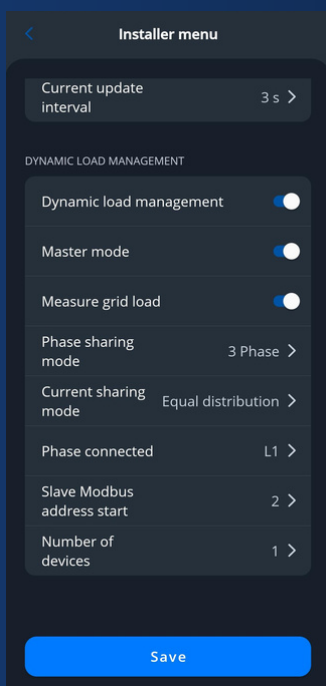 Installer menu
Current update
interval
3 s
DYNAMIC LOAD MANAGEMENT
Dynamic load management
Master mode
Measure grid load
Phase sharing
mode
3 Phase
Current sharing
mode
Equal distribution
Phase connected
L1
Slave Modbus
address start
2
Number of
devices
1
Save